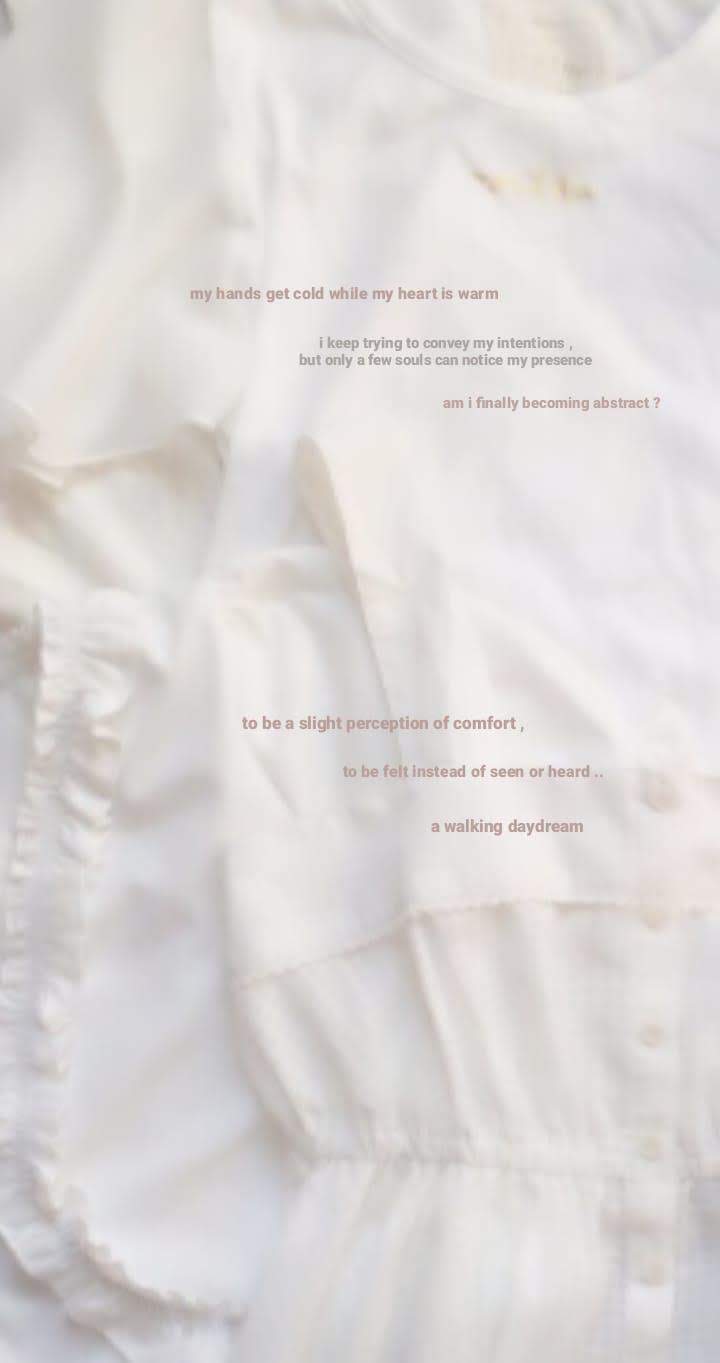 my hands get cold while my heart is warm
i keep trying to convey my intentions ,
but only a few souls can notice my presence
am i finally becoming abstract ?
to be a slight perception of comfort ,
to be felt instead of seen or heard ..
a walking daydream